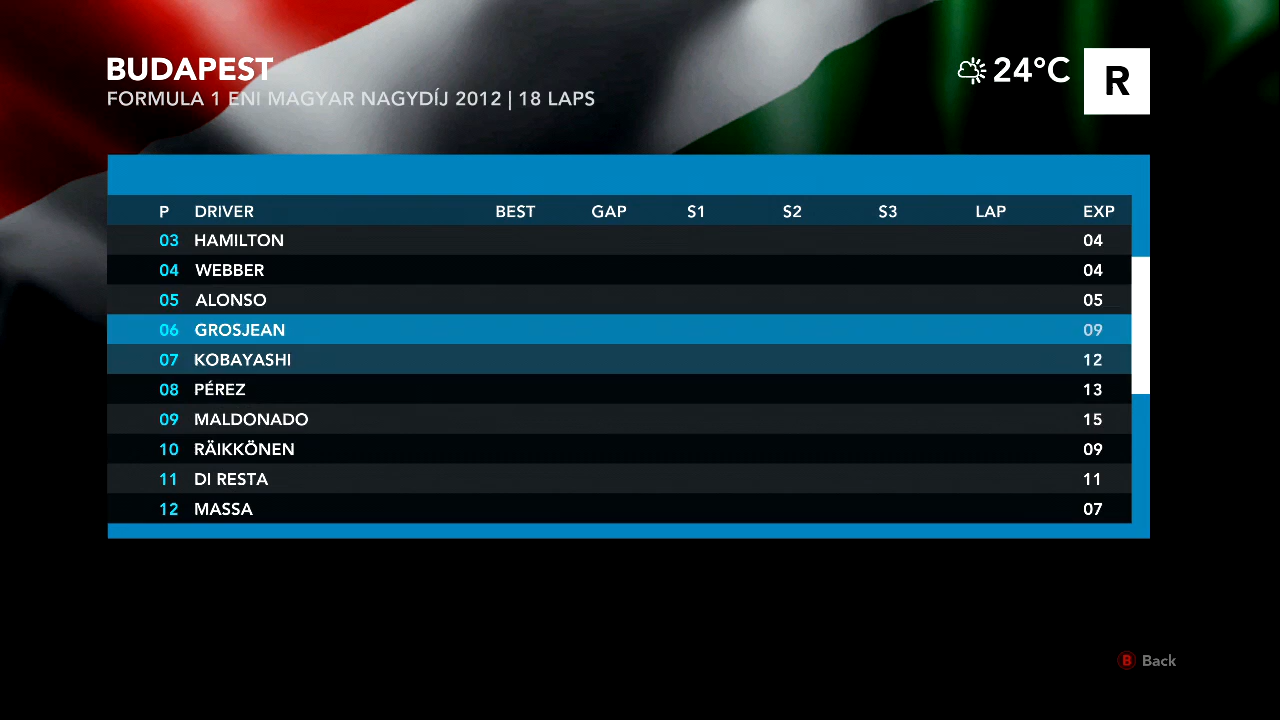 BUDAPEST
FORMULA 1 ENI MAGYAR NAGYDÍJ 2012 | 18 LAPS
24°C
R
P DRIVER BEST GAP S1 S2 S3 LAP EXP
03 HAMILTON 04
04 WEBBER 04
05 ALONSO 05
06 GROSJEAN 09
07 KOBAYASHI 12
08 PÉREZ 13
09 MALDONADO 15
10 RÄIKKÖNEN 09
11 DI RESTA 11
12 MASSA 07
B Back